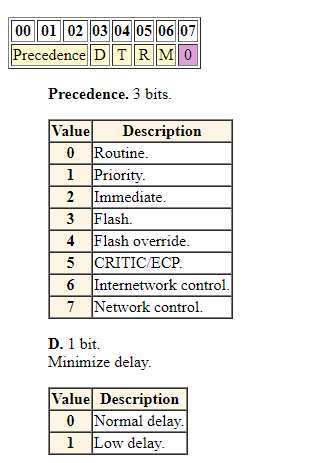 00 01 02 03 04 05 06 07
Precedence D T R M 0
Precedence. 3 bits.
Value Description
0 Routine.
1 Priority.
2 Immediate.
3 Flash.
4 Flash override.
5 CRITIC/ECP.
6 Internetwork control.
7 Network control.
D. 1 bit.
Minimize delay.
Value Description
0 Normal delay.
1 Low delay.